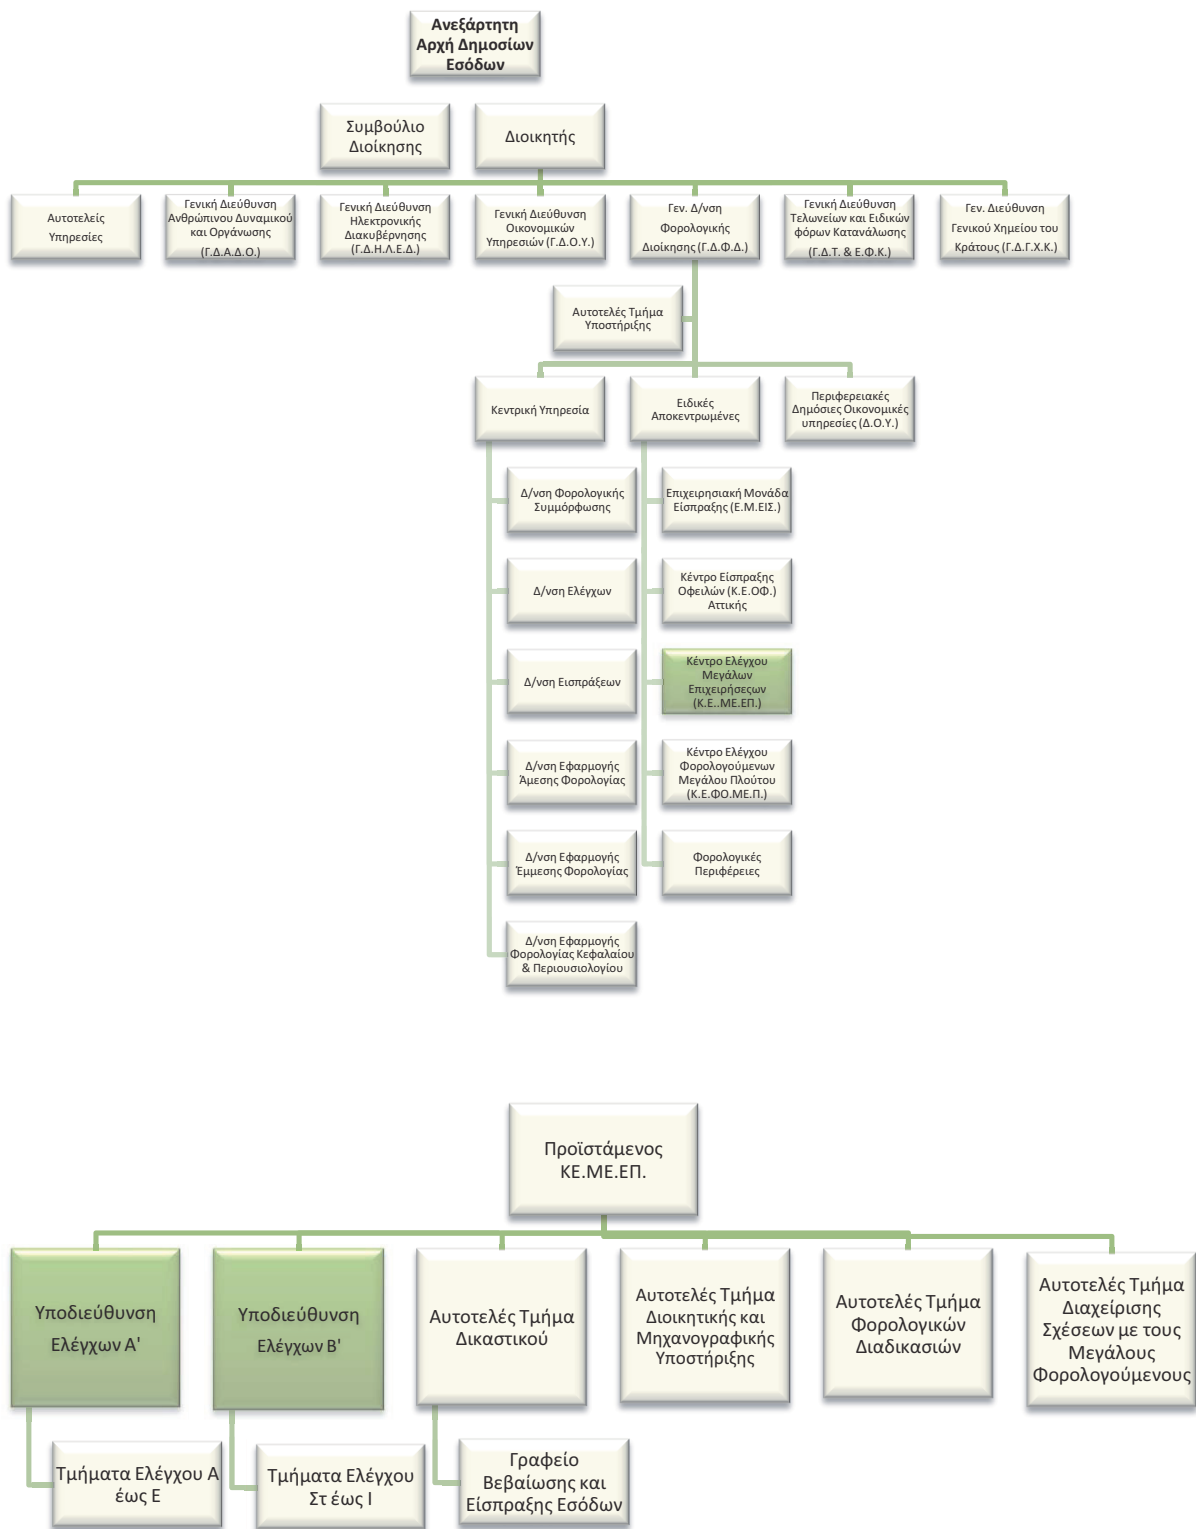 Ανεξάρτητη
Αρχή Δημοσίων
Εσόδων
Συμβούλιο
Διοίκησης
Διοικητής
Αυτοτελείς
Υπηρεσίες
Γενική Διεύθυνση
Ανθρώπινου Δυναμικού
και Οργάνωσης
(Γ.Δ.Α.Δ.Ο.)
Γενική Διεύθυνση
Ηλεκτρονικής
Διακυβέρνησης
(Γ.Δ.Η.Λ.Ε.Δ.)
Γενική Διεύθυνση
Οικονομικών
Υπηρεσιών (Γ.Δ.Ο.Υ.)
Γεν. Δ/νση
Φορολογικής
Διοίκησης (Γ.Δ.Φ.Δ.)
Γενική Διεύθυνση
Τελωνείων και Ειδικών
φόρων Κατανάλωσης
(Γ.Δ.Τ. & Ε.Φ.Κ.)
Γεν. Διεύθυνση
Γενικού Χημείου του
Κράτους (Γ.Δ.Γ.Χ.Κ.)
Αυτοτελές Τμήμα
Υποστήριξης
Κεντρική Υπηρεσία
Ειδικές
Αποκεντρωμένες
Περιφερειακές
Δημόσιες Οικονομικές
υπηρεσίες (Δ.Ο.Υ.)
Δ/νση Φορολογικής
Συμμόρφωσης
Επιχειρησιακή Μονάδα
Είσπραξης (Ε.Μ.ΕΙΣ.)
Δ/νση Ελέγχων
Κέντρο Είσπραξης
Οφειλών (Κ.Ε.ΟΦ.)
Αττικής
Δ/νση Εισπράξεων
Κέντρο Ελέγχου
Μεγάλων
Επιχειρήσεςων
(Κ.Ε..ΜΕ.ΕΠ.)
Δ/νση Εφαρμογής
Άμεσης Φορολογίας
Κέντρο Ελέγχου
Φορολογούμενων
Μεγάλου Πλούτου
(Κ.Ε.ΦΟ.ΜΕ.Π.)
Δ/νση Εφαρμογής
Έμμεσης Φορολογίας
Φορολογικές
Περιφέρειες
Δ/νση Εφαρμογής
Φορολογίας Κεφαλαίου
& Περιουσιολογίου
Προϊστάμενος
ΚΕ.ΜΕ.ΕΠ.
Υποδιεύθυνση
Ελέγχων Α'
Υποδιεύθυνση
Ελέγχων Β'
Αυτοτελές Τμήμα
Δικαστικού
Αυτοτελές Τμήμα
Διοικητικής και
Μηχανογραφικής
Υποστήριξης
Αυτοτελές Τμήμα
Φορολογικών
Διαδικασιών
Αυτοτελές Τμήμα
Διαχείρισης
Σχέσεων με τους
Μεγάλους
Φορολογούμενους
Τμήματα Ελέγχου Α
έως Ε
Τμήματα Ελέγχου
Στ έως Ι
Γραφείο
Βεβαίωσης και
Είσπραξης Εσόδων